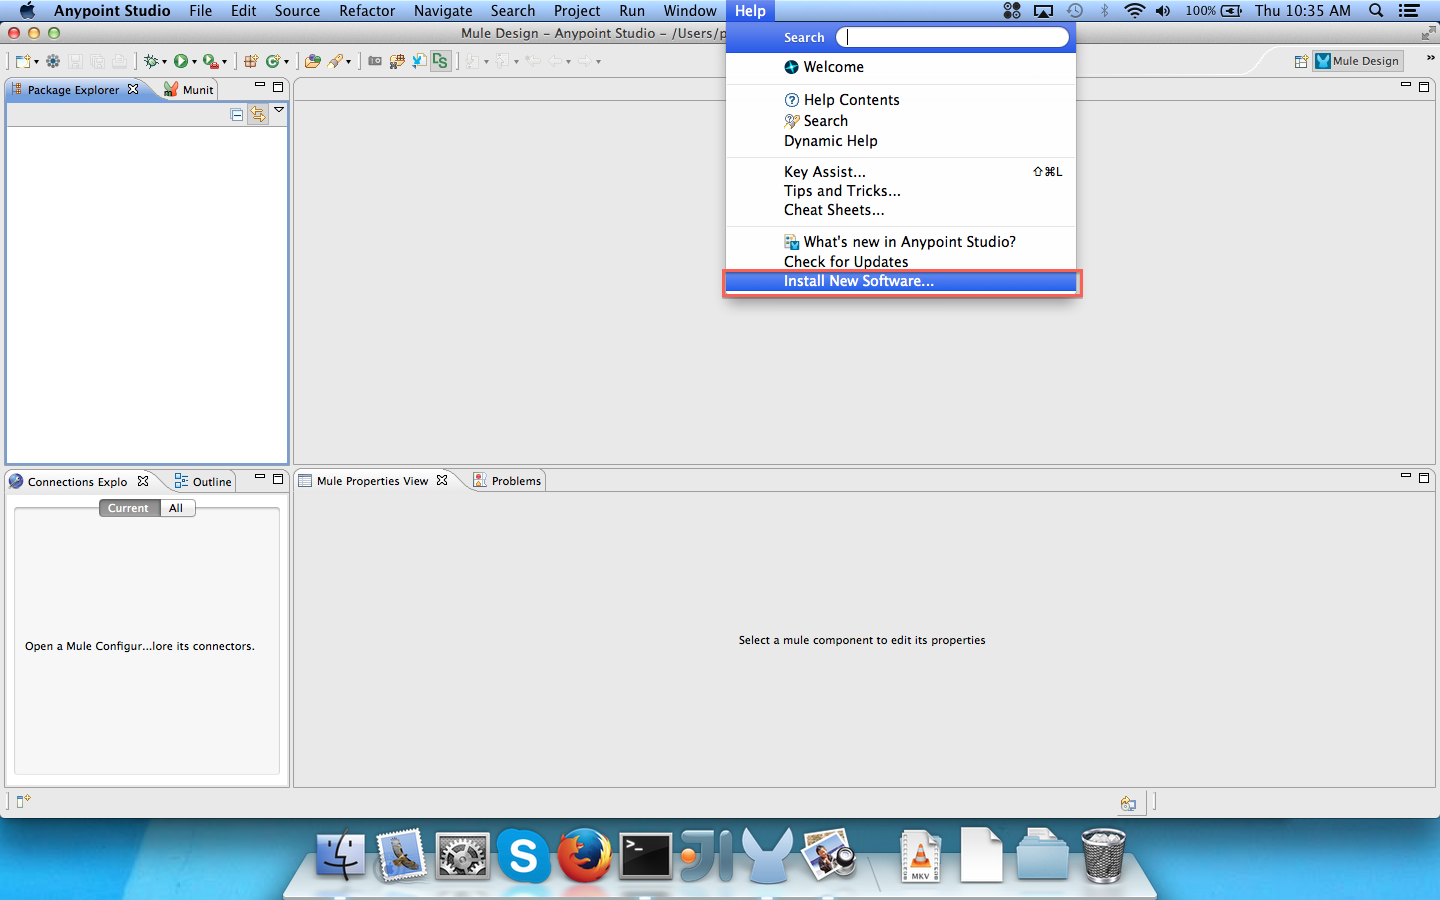 Anypoint Studio File Edit Source Refactor Navigate Search Project Run Window Help 100% Thu 10:35 AM
Mule Design – Anypoint Studio – /Users/p
Search
Mule Design
Package Explorer Munit
Welcome
Help Contents
Search
Dynamic Help
Key Assist... ⇧⌘L
Tips and Tricks...
Cheat Sheets...
What's new in Anypoint Studio?
Check for Updates
Install New Software...
Connections Explo Outline
Mule Properties View Problems
Current All
Open a Mule Configur...lore its connectors.
Select a mule component to edit its properties
MKV